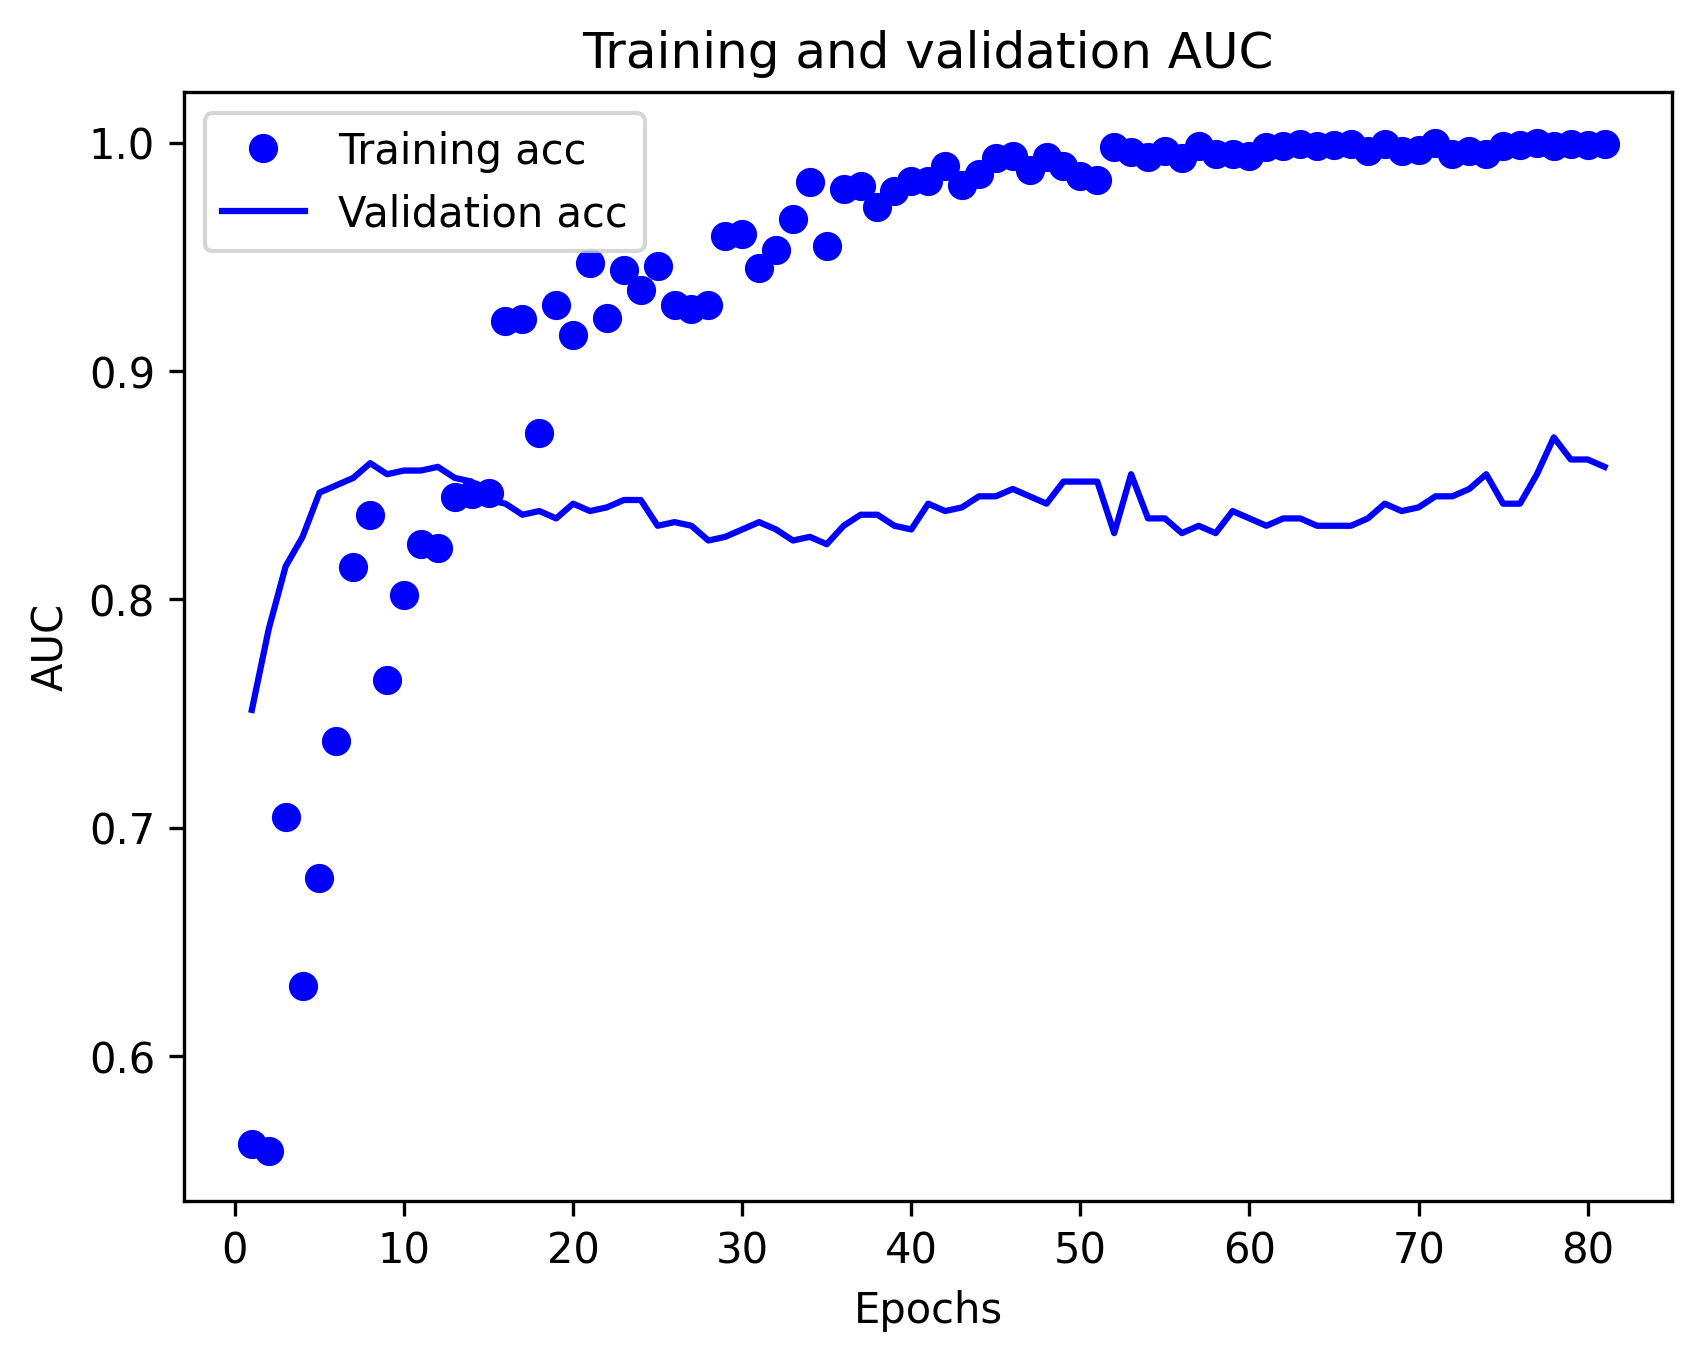 Training and validation AUC
Training acc
Validation acc
1.0
0.9
0.8
0.7
0.6
AUC
0 10 20 30 40 50 60 70 80
Epochs